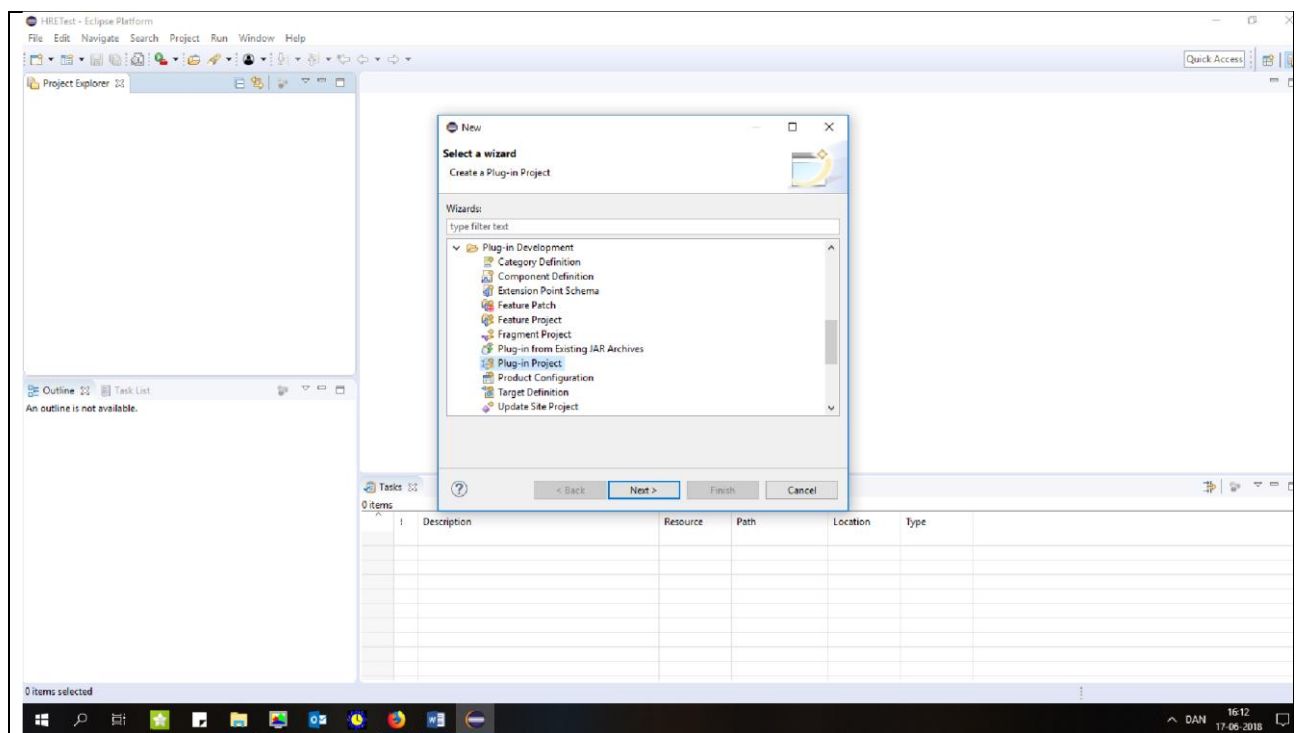 HRETest - Eclipse Platform
File Edit Navigate Search Project Run Window Help
Quick Access
Project Explorer
New
Select a wizard
Create a Plug-in Project
Wizards:
type filter text
Plug-in Development
Category Definition
Component Definition
Extension Point Schema
Feature Patch
Feature Project
Fragment Project
Plug-in from Existing JAR Archives
Plug-in Project
Product Configuration
Target Definition
Update Site Project
< Back Next > Finish Cancel
Outline Task List
An outline is not available.
Tasks
0 items
! Description Resource Path Location Type
0 items selected
DAN 16:12
17-06-2018